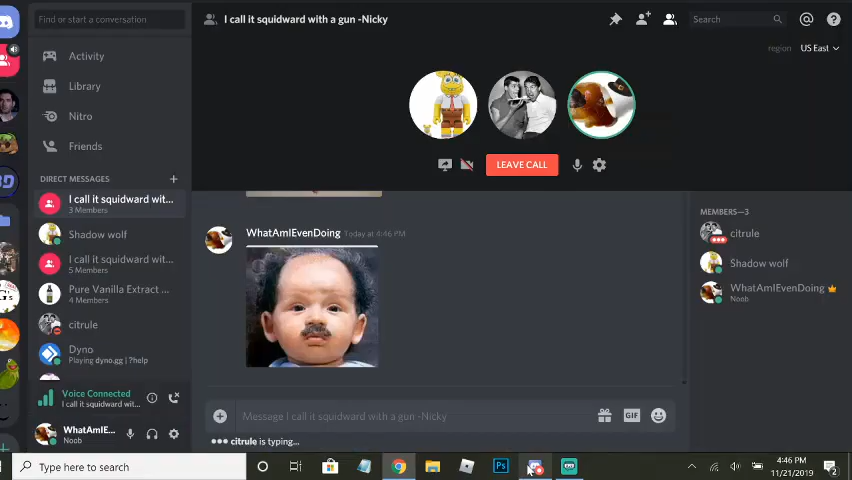 Find or start a conversation
I call it squidward with a gun -Nicky
Search
region
US East
Activity
Library
Nitro
Friends
LEAVE CALL
DIRECT MESSAGES
I call it squidward wit...
3 Members
Shadow wolf
I call it squidward wit...
5 Members
Pure Vanilla Extract ...
4 Members
citrule
Dyno
Playing dyno.gg | ?help
Voice Connected
I call it squidward wit...
WhatAmIE...
Noob
WhatAmIEvenDoing Today at 4:46 PM
MEMBERS—3
citrule
Shadow wolf
WhatAmIEvenDoing
Noob
Message I call it squidward with a gun -Nicky
GIF
citrule is typing...
Type here to search
Ps
4:46 PM
11/21/2019
2